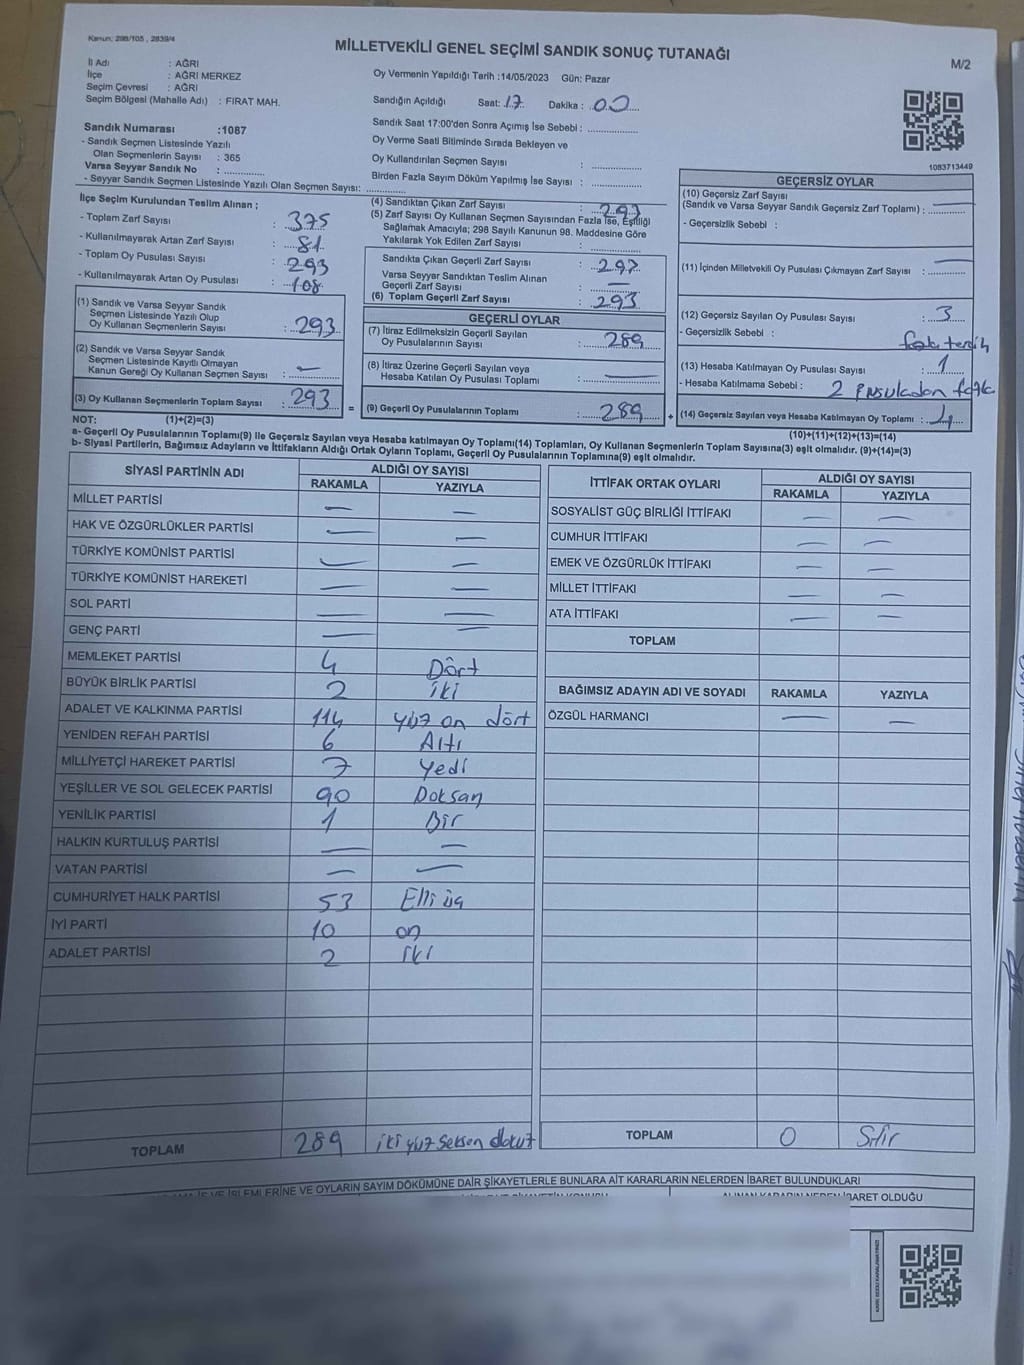 Kanun: 298/105 , 2839/4
MİLLETVEKİLİ GENEL SEÇİMİ SANDIK SONUÇ TUTANAĞI
M/2
İl Adı : AĞRI
İlçe : AĞRI MERKEZ
Seçim Çevresi : AĞRI
Seçim Bölgesi (Mahalle Adı) : FIRAT MAH.
Oy Vermenin Yapıldığı Tarih :14/05/2023 Gün: Pazar
Sandığın Açıldığı Saat: 17 Dakika : 00
Sandık Saat 17:00'den Sonra Açımış İse Sebebi :
Oy Verme Saati Bitiminde Sırada Bekleyen ve
Oy Kullandırılan Seçmen Sayısı :
Birden Fazla Sayım Döküm Yapılmış İse Sayısı :
1083713449
Sandık Numarası :1087
- Sandık Seçmen Listesinde Yazılı
Olan Seçmenlerin Sayısı : 365
Varsa Seyyar Sandık No :
- Seyyar Sandık Seçmen Listesinde Yazılı Olan Seçmen Sayısı:
İlçe Seçim Kurulundan Teslim Alınan ;
- Toplam Zarf Sayısı : 375
- Kullanılmayarak Artan Zarf Sayısı : 81
- Toplam Oy Pusulası Sayısı : 293
- Kullanılmayarak Artan Oy Pusulası : 108
(1) Sandık ve Varsa Seyyar Sandık
Seçmen Listesinde Yazılı Olup
Oy Kullanan Seçmenlerin Sayısı : 293
(2) Sandık ve Varsa Seyyar Sandık
Seçmen Listesinde Kayıtlı Olmayan
Kanun Gereği Oy Kullanan Seçmen Sayısı : —
(3) Oy Kullanan Seçmenlerin Toplam Sayısı : 293
(4) Sandıktan Çıkan Zarf Sayısı : 293
(5) Zarf Sayısı Oy Kullanan Seçmen Sayısından Fazla İse, Eşitliği
Sağlamak Amacıyla; 298 Sayılı Kanunun 98. Maddesine Göre
Yakılarak Yok Edilen Zarf Sayısı :
Sandıkta Çıkan Geçerli Zarf Sayısı : 293
Varsa Seyyar Sandıktan Teslim Alınan
Geçerli Zarf Sayısı : —
(6) Toplam Geçerli Zarf Sayısı : 293
GEÇERLİ OYLAR
(7) İtiraz Edilmeksizin Geçerli Sayılan
Oy Pusulalarının Sayısı : 289
(8) İtiraz Üzerine Geçerli Sayılan veya
Hesaba Katılan Oy Pusulası Toplamı : —
= (9) Geçerli Oy Pusulalarının Toplamı : 289 +
GEÇERSİZ OYLAR
(10) Geçersiz Zarf Sayısı
(Sandık ve Varsa Seyyar Sandık Geçersiz Zarf Toplamı) : —
- Geçersizlik Sebebi :
(11) İçinden Milletvekili Oy Pusulası Çıkmayan Zarf Sayısı : —
(12) Geçersiz Sayılan Oy Pusulası Sayısı : 3
- Geçersizlik Sebebi : fazla tercih
(13) Hesaba Katılmayan Oy Pusulası Sayısı : 1
- Hesaba Katılmama Sebebi : 2 pusuladan fazla
(14) Geçersiz Sayılan veya Hesaba Katılmayan Oy Toplamı : 4
NOT: (1)+(2)=(3)
(10)+(11)+(12)+(13)=(14)
a- Geçerli Oy Pusulalarının Toplamı(9) ile Geçersiz Sayılan veya Hesaba katılmayan Oy Toplamı(14) Toplamları, Oy Kullanan Seçmenlerin Toplam Sayısına(3) eşit olmalıdır. (9)+(14)=(3)
b- Siyasi Partilerin, Bağımsız Adayların ve İttifakların Aldığı Ortak Oyların Toplamı, Geçerli Oy Pusulalarının Toplamına(9) eşit olmalıdır.
SİYASİ PARTİNİN ADI ALDIĞI OY SAYISI
RAKAMLA YAZIYLA
MİLLET PARTİSİ — —
HAK VE ÖZGÜRLÜKLER PARTİSİ — —
TÜRKİYE KOMÜNİST PARTİSİ — —
TÜRKİYE KOMÜNİST HAREKETİ — —
SOL PARTİ — —
GENÇ PARTİ — —
MEMLEKET PARTİSİ 4 Dört
BÜYÜK BİRLİK PARTİSİ 2 iki
ADALET VE KALKINMA PARTİSİ 114 yüz on dört
YENİDEN REFAH PARTİSİ 6 Altı
MİLLİYETÇİ HAREKET PARTİSİ 7 Yedi
YEŞİLLER VE SOL GELECEK PARTİSİ 90 Doksan
YENİLİK PARTİSİ 1 Bir
HALKIN KURTULUŞ PARTİSİ — —
VATAN PARTİSİ — —
CUMHURİYET HALK PARTİSİ 53 Elli üç
İYİ PARTİ 10 on
ADALET PARTİSİ 2 iki
TOPLAM 289 iki yüz seksen dokuz
İTTİFAK ORTAK OYLARI ALDIĞI OY SAYISI
RAKAMLA YAZIYLA
SOSYALİST GÜÇ BİRLİĞİ İTTİFAKI — —
CUMHUR İTTİFAKI — —
EMEK VE ÖZGÜRLÜK İTTİFAKI — —
MİLLET İTTİFAKI — —
ATA İTTİFAKI — —
TOPLAM
BAĞIMSIZ ADAYIN ADI VE SOYADI RAKAMLA YAZIYLA
ÖZGÜL HARMANCI — —
TOPLAM 0 Sıfır
İŞLEMLERİNE VE OYLARIN SAYIM DÖKÜMÜNE DAİR ŞİKAYETLERLE BUNLARA AİT KARARLARIN NELERDEN İBARET BULUNDUKLARI
ALINAN KARARIN NEDEN İBARET OLDUĞU